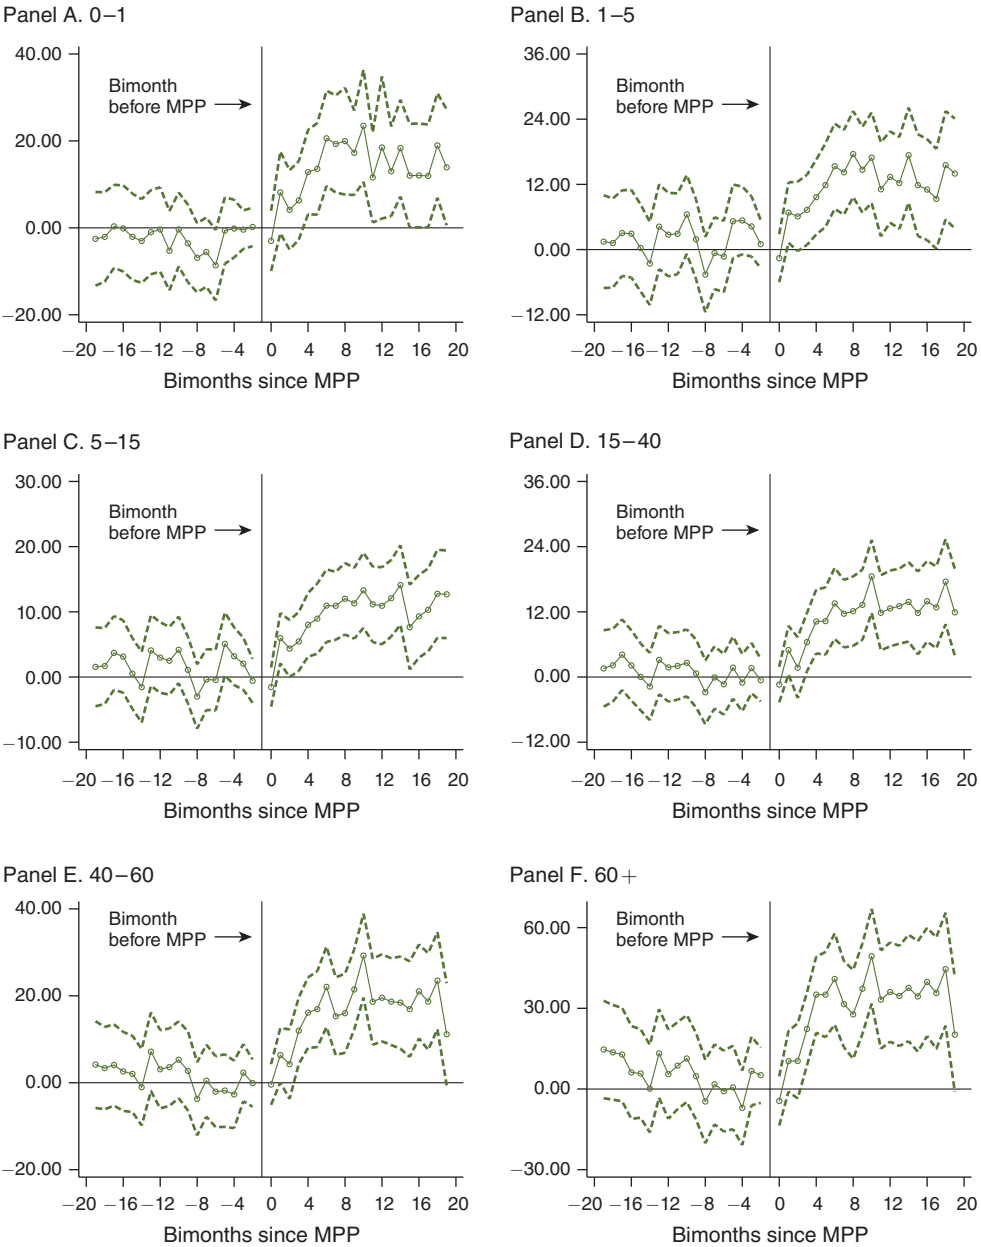 Panel A. 0–1
40.00
20.00
0.00
−20.00
Bimonth
before MPP
−20 −16 −12 −8 −4 0 4 8 12 16 20
Bimonths since MPP
Panel B. 1–5
36.00
24.00
12.00
0.00
−12.00
Bimonth
before MPP
−20 −16 −12 −8 −4 0 4 8 12 16 20
Bimonths since MPP
Panel C. 5–15
30.00
20.00
10.00
0.00
−10.00
Bimonth
before MPP
−20 −16 −12 −8 −4 0 4 8 12 16 20
Bimonths since MPP
Panel D. 15–40
36.00
24.00
12.00
0.00
−12.00
Bimonth
before MPP
−20 −16 −12 −8 −4 0 4 8 12 16 20
Bimonths since MPP
Panel E. 40–60
40.00
20.00
0.00
−20.00
Bimonth
before MPP
−20 −16 −12 −8 −4 0 4 8 12 16 20
Bimonths since MPP
Panel F. 60+
60.00
30.00
0.00
−30.00
Bimonth
before MPP
−20 −16 −12 −8 −4 0 4 8 12 16 20
Bimonths since MPP